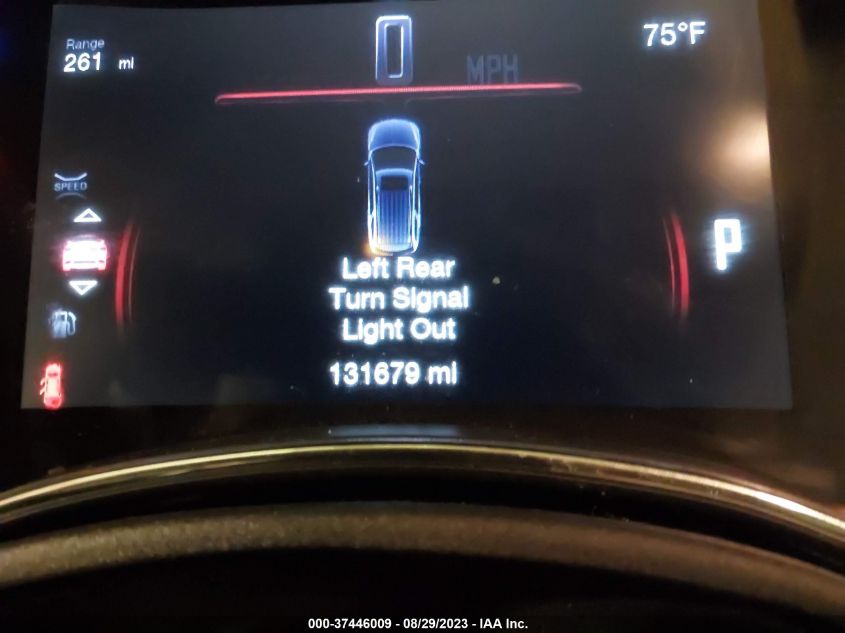 Range
261 mi
0
MPH
75°F
SPEED
P
Left Rear
Turn Signal
Light Out
131679 mi
000-37446009 - 08/29/2023 - IAA Inc.